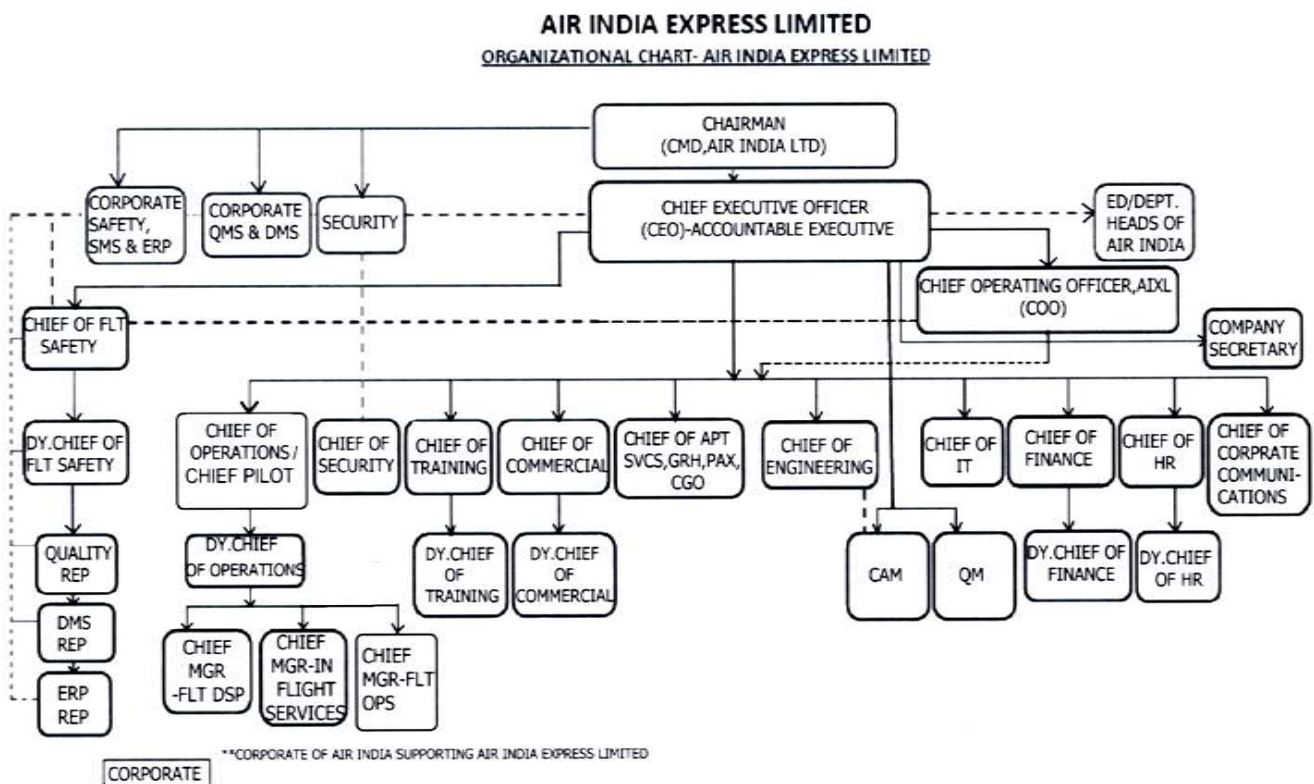 AIR INDIA EXPRESS LIMITED
ORGANIZATIONAL CHART- AIR INDIA EXPRESS LIMITED
CHAIRMAN
(CMD,AIR INDIA LTD)
CORPORATE
SAFETY,
SMS & ERP
CORPORATE
QMS & DMS
SECURITY
CHIEF EXECUTIVE OFFICER
(CEO)-ACCOUNTABLE EXECUTIVE
ED/DEPT.
HEADS OF
AIR INDIA
CHIEF OPERATING OFFICER,AIXL
(COO)
CHIEF OF FLT
SAFETY
COMPANY
SECRETARY
DY.CHIEF OF
FLT SAFETY
CHIEF OF
OPERATIONS/
CHIEF PILOT
CHIEF OF
SECURITY
CHIEF OF
TRAINING
CHIEF OF
COMMERCIAL
CHIEF OF APT
SVCS,GRH,PAX,
CGO
CHIEF OF
ENGINEERING
CHIEF OF
IT
CHIEF OF
FINANCE
CHIEF OF
HR
CHIEF OF
CORPRATE
COMMUNI-
CATIONS
QUALITY
REP
DY.CHIEF
OF OPERATIONS
DY.CHIEF
OF
TRAINING
DY.CHIEF
OF
COMMERCIAL
CAM
QM
DY.CHIEF OF
FINANCE
DY.CHIEF
OF HR
DMS
REP
ERP
REP
CHIEF
MGR
-FLT DSP
CHIEF
MGR-IN
FLIGHT
SERVICES
CHIEF
MGR-FLT
OPS
**CORPORATE OF AIR INDIA SUPPORTING AIR INDIA EXPRESS LIMITED
CORPORATE